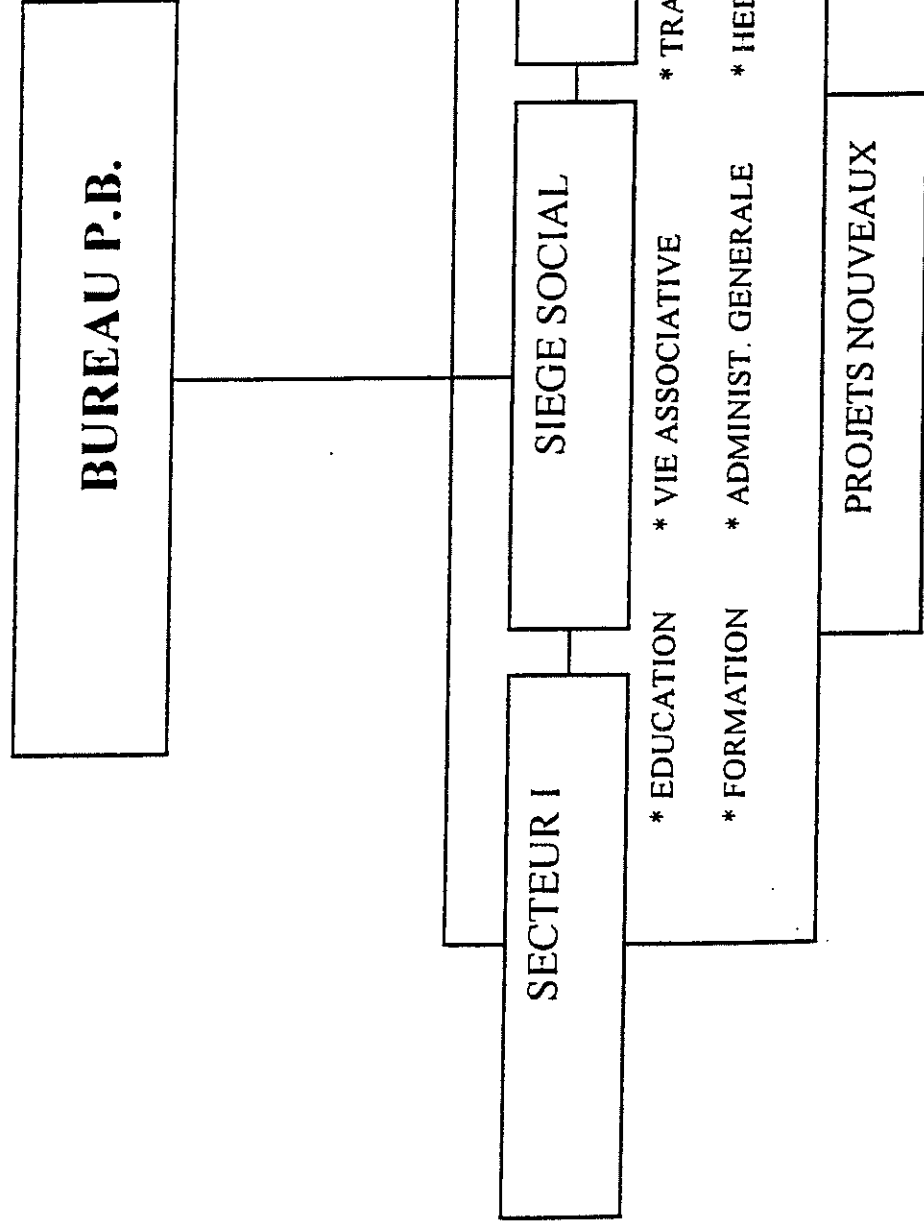 BUREAU P.B.
SECTEUR I
SIEGE SOCIAL
* EDUCATION
* VIE ASSOCIATIVE
* FORMATION
* ADMINIST. GENERALE
PROJETS NOUVEAUX